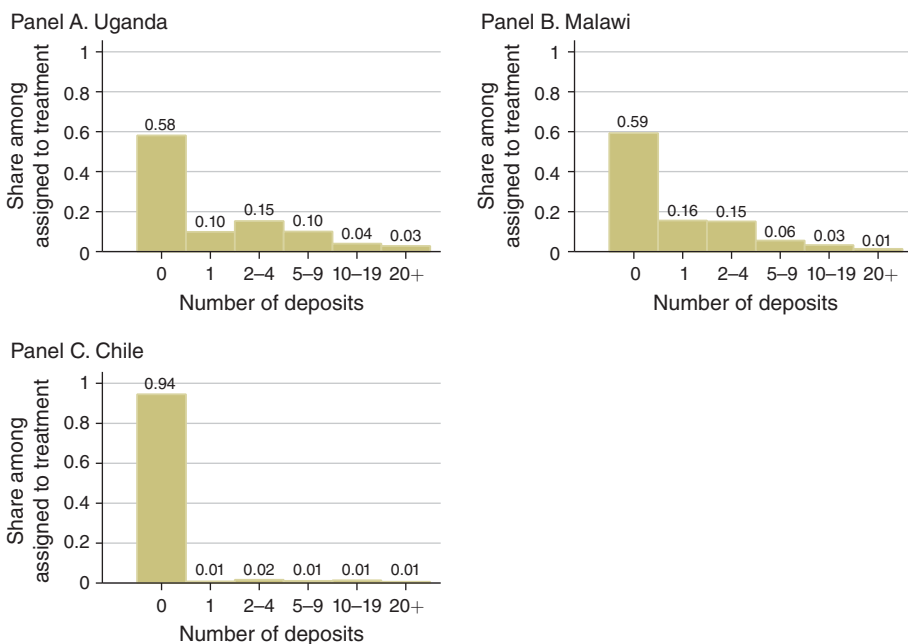 Panel A. Uganda
Share among
assigned to treatment
1
0.8
0.6
0.4
0.2
0
0.58
0.10
0.15
0.10
0.04
0.03
0 1 2–4 5–9 10–19 20+
Number of deposits
Panel B. Malawi
Share among
assigned to treatment
1
0.8
0.6
0.4
0.2
0
0.59
0.16
0.15
0.06
0.03
0.01
0 1 2–4 5–9 10–19 20+
Number of deposits
Panel C. Chile
Share among
assigned to treatment
1
0.8
0.6
0.4
0.2
0
0.94
0.01
0.02
0.01
0.01
0.01
0 1 2–4 5–9 10–19 20+
Number of deposits